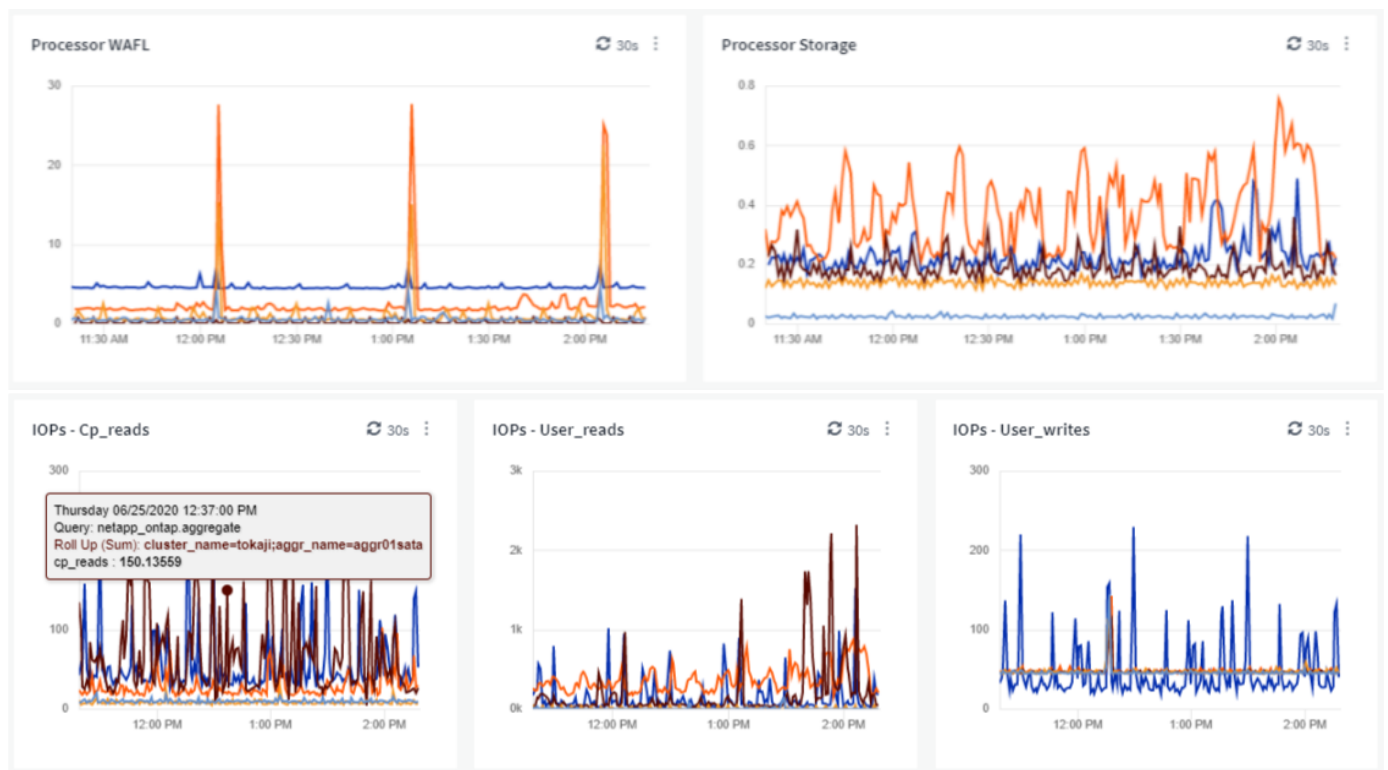 Processor WAFL
30s
30
20
10
0
11:30 AM 12:00 PM 12:30 PM 1:00 PM 1:30 PM 2:00 PM
Processor Storage
30s
0.8
0.6
0.4
0.2
0
11:30 AM 12:00 PM 12:30 PM 1:00 PM 1:30 PM 2:00 PM
IOPs - Cp_reads
30s
300
Thursday 06/25/2020 12:37:00 PM
Query: netapp_ontap.aggregate
Roll Up (Sum): cluster_name=tokaji;aggr_name=aggr01sata
cp_reads : 150.13559
100
0
12:00 PM 1:00 PM 2:00 PM
IOPs - User_reads
30s
3k
2k
1k
0k
12:00 PM 1:00 PM 2:00 PM
IOPs - User_writes
30s
300
200
100
0
12:00 PM 1:00 PM 2:00 PM